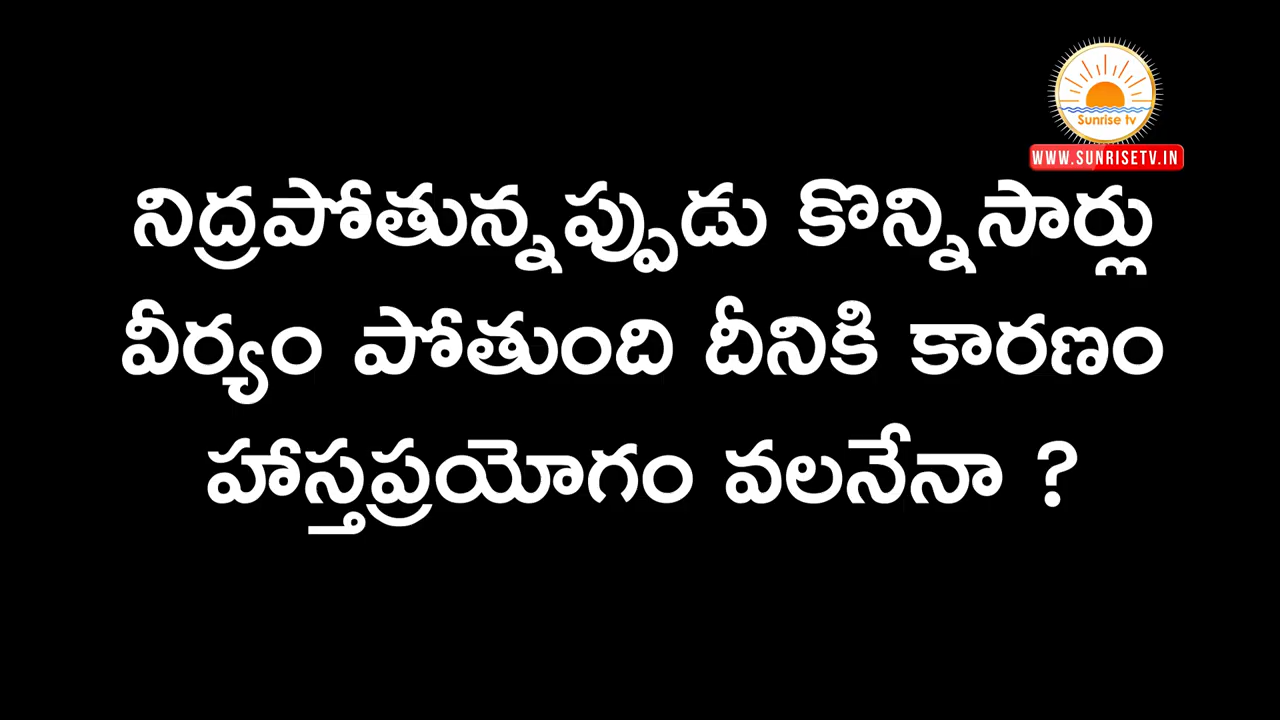 Sunrise tv
WWW.SUNRISETV.IN
నిద్రపోతున్నప్పుడు కొన్నిసార్లు
వీర్యం పోతుంది దీనికి కారణం
హస్తప్రయోగం వలనేనా ?